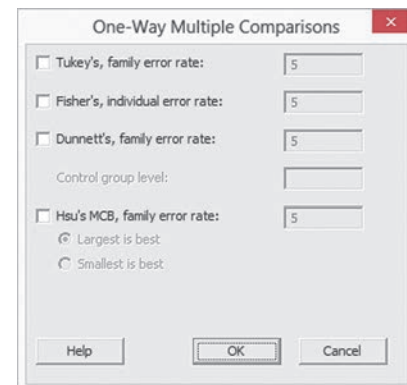 One-Way Multiple Comparisons
Tukey's, family error rate: 5
Fisher's, individual error rate: 5
Dunnett's, family error rate: 5
Control group level:
Hsu's MCB, family error rate: 5
Largest is best
Smallest is best
Help OK Cancel